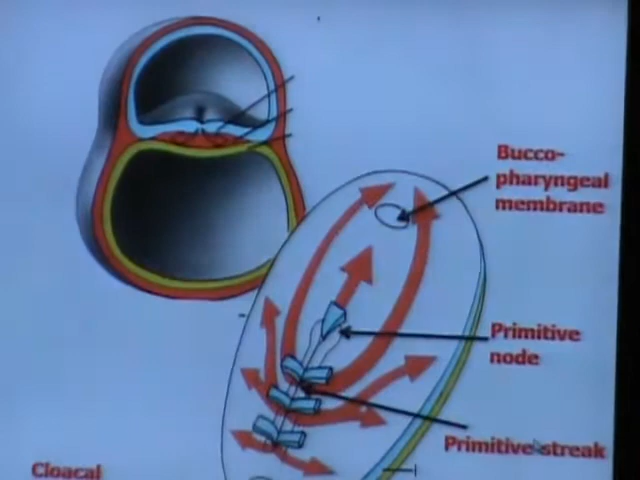 Bucco-
pharyngeal
membrane
Primitive
node
Primitive streak
Cloacal